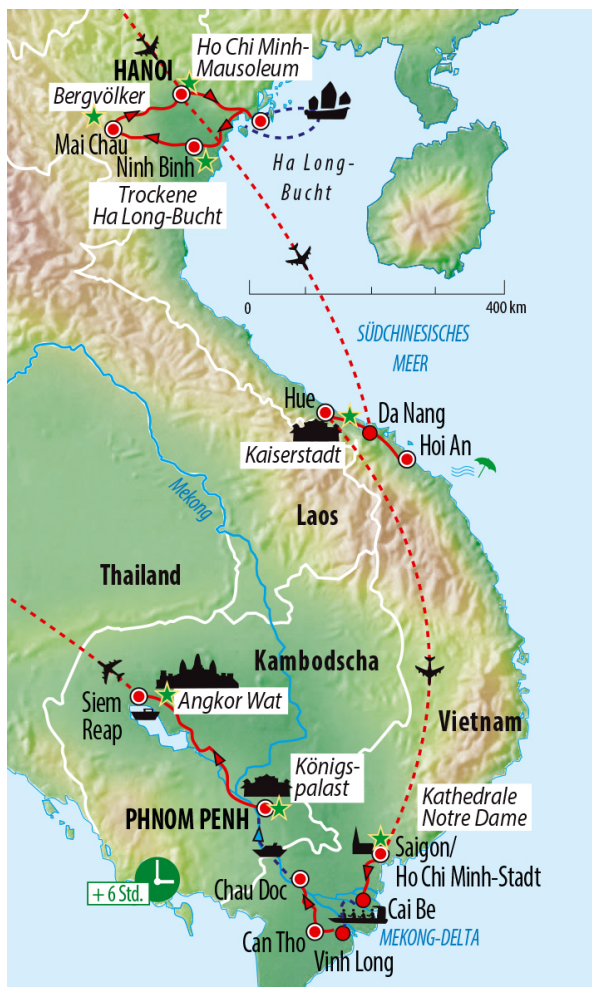 Ho Chi Minh-
Mausoleum
HANOI
Bergvölker
Mai Chau
Ninh Binh
Trockene
Ha Long-Bucht
Ha Long-
Bucht
0
400 km
SÜDCHINESISCHES
MEER
Hue
Da Nang
Kaiserstadt
Hoi An
Mekong
Laos
Thailand
Kambodscha
Siem
Reap
Angkor Wat
Vietnam
Königs-
palast
PHNOM PENH
Kathedrale
Notre Dame
Saigon/
Ho Chi Minh-Stadt
+ 6 Std.
Chau Doc
Cai Be
Can Tho
MEKONG-DELTA
Vinh Long